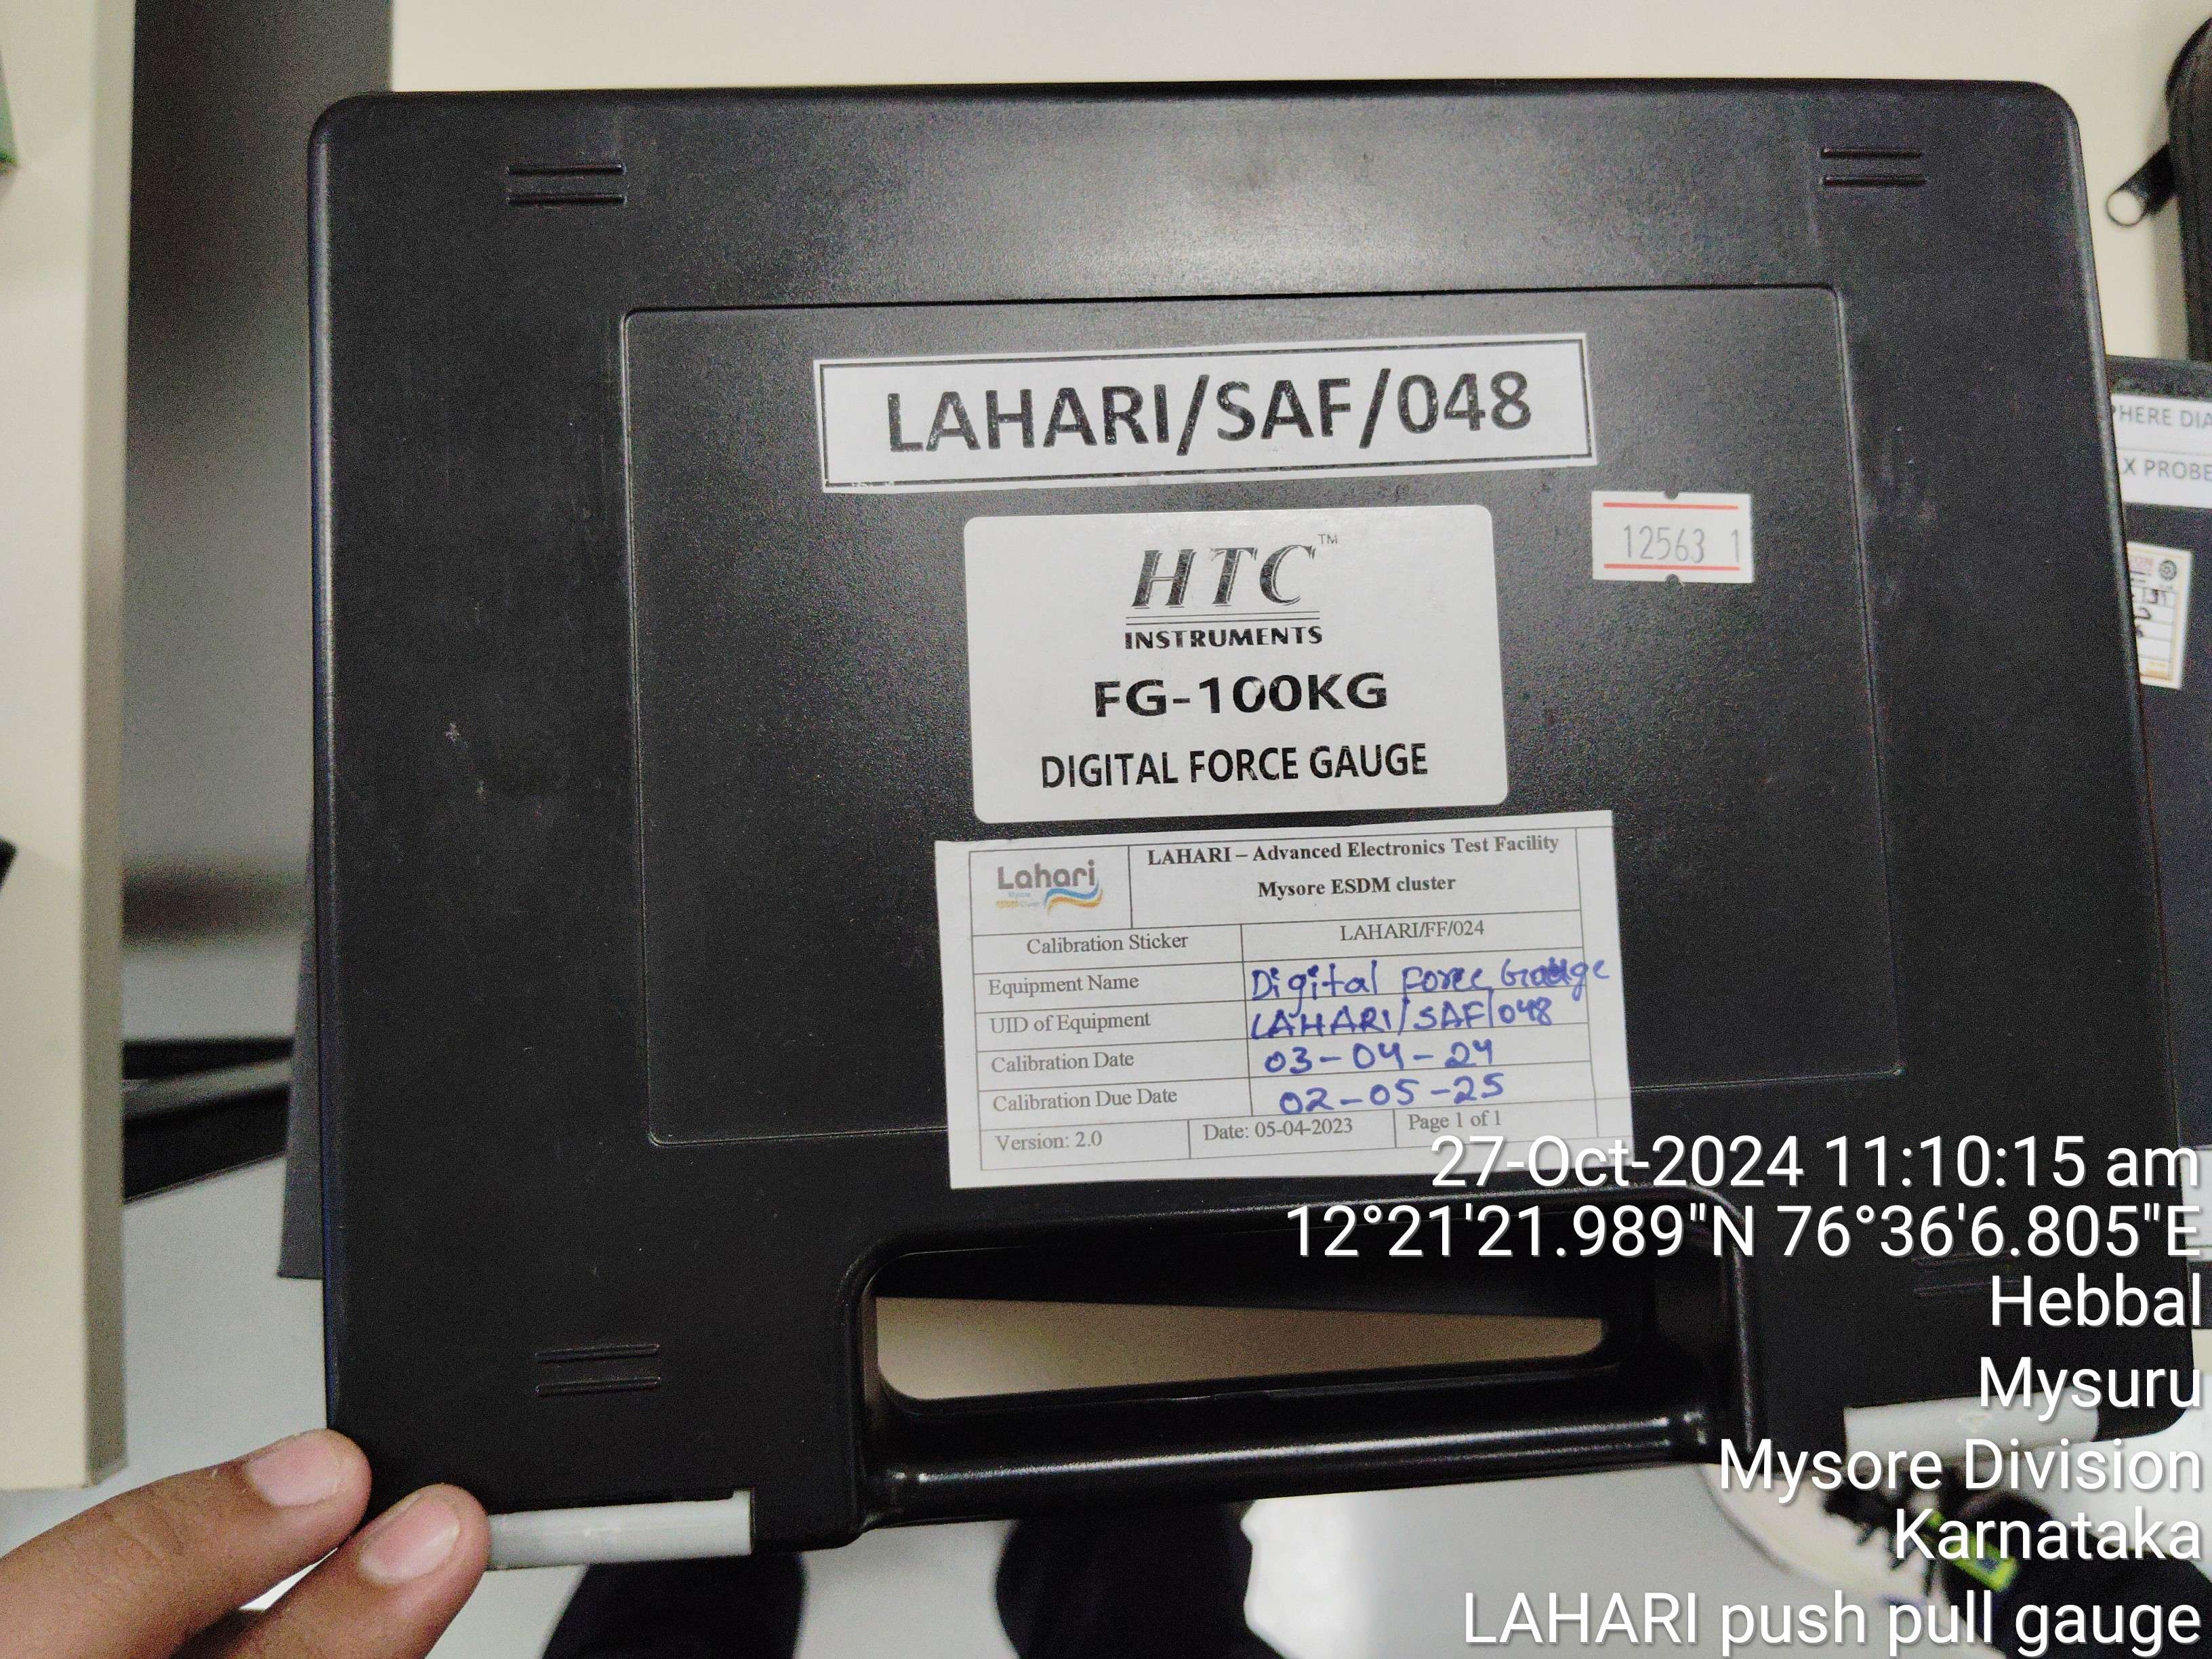 LAHARI/SAF/048
12563 1
HTC™
INSTRUMENTS
FG-100KG
DIGITAL FORCE GAUGE
Lahari
LAHARI – Advanced Electronics Test Facility
Mysore ESDM cluster
Calibration Sticker LAHARI/FF/024
Equipment Name Digital Force Gauge
UID of Equipment LAHARI/SAF/048
Calibration Date 03-04-24
Calibration Due Date 02-05-25
Version: 2.0 Date: 05-04-2023 Page 1 of 1
PHERE DIA
X PROBE
27-Oct-2024 11:10:15 am
12°21'21.989"N 76°36'6.805"E
Hebbal
Mysuru
Mysore Division
Karnataka
LAHARI push pull gauge